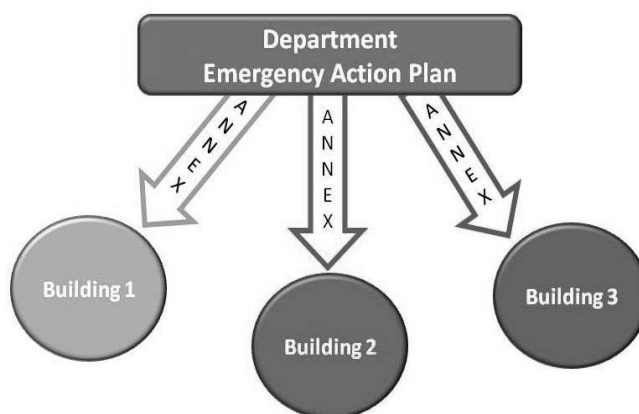 Department
Emergency Action Plan
ANNEX
ANNEX
ANNEX
Building 1
Building 2
Building 3